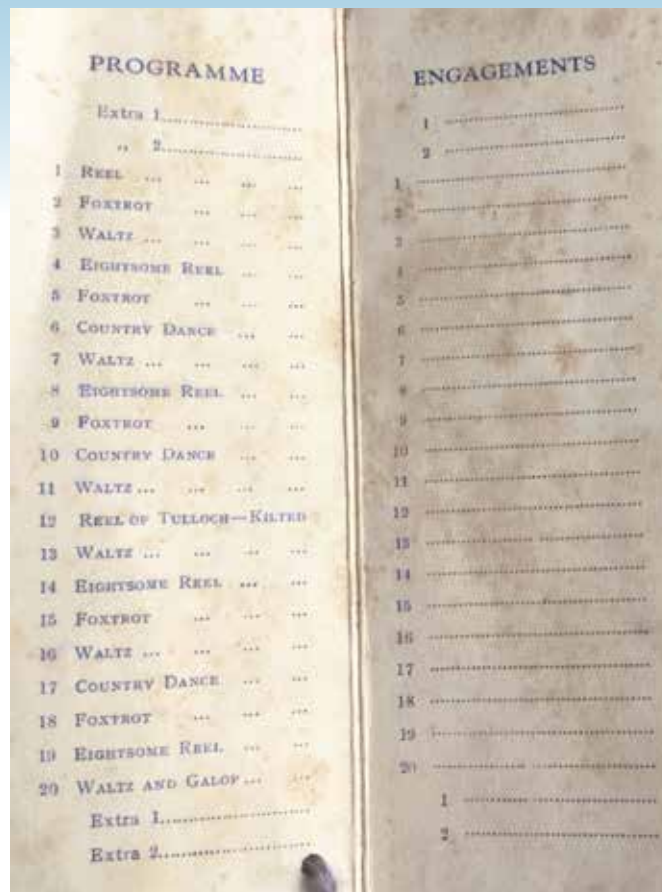 PROGRAMME
Extra 1..............................
„ 2..............................
1 REEL ... ... ... ...
2 FOXTROT ... ... ...
3 WALTZ ... ... ... ...
4 EIGHTSOME REEL ... ...
5 FOXTROT ... ... ...
6 COUNTRY DANCE ... ...
7 WALTZ ... ... ... ...
8 EIGHTSOME REEL ... ...
9 FOXTROT ... ... ...
10 COUNTRY DANCE ... ...
11 WALTZ ... ... ... ...
12 REEL OF TULLOCH—KILTED
13 WALTZ ... ... ... ...
14 EIGHTSOME REEL ... ...
15 FOXTROT ... ... ...
16 WALTZ ... ... ... ...
17 COUNTRY DANCE ... ...
18 FOXTROT ... ... ...
19 EIGHTSOME REEL ... ...
20 WALTZ AND GALOP ... ...
Extra 1..............................
Extra 2..............................
ENGAGEMENTS
1 ..............................
2 ..............................
1 ..............................
2 ..............................
3 ..............................
4 ..............................
5 ..............................
6 ..............................
7 ..............................
8 ..............................
9 ..............................
10 ..............................
11 ..............................
12 ..............................
13 ..............................
14 ..............................
15 ..............................
16 ..............................
17 ..............................
18 ..............................
19 ..............................
20 ..............................
1 ..............................
2 ..............................